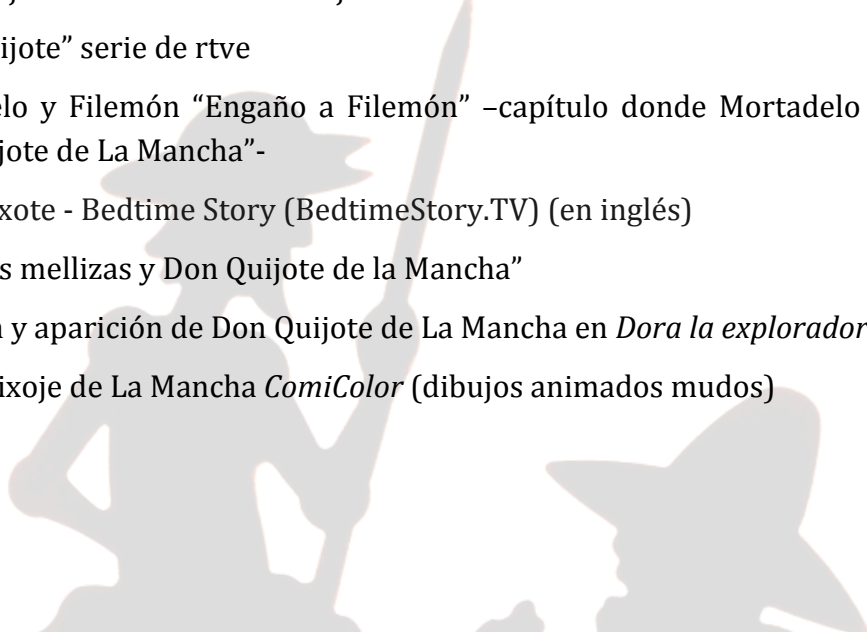 ijote” serie de rtve
elo y Filemón “Engaño a Filemón” –capítulo donde Mortadelo
jote de La Mancha”-
xote - Bedtime Story (BedtimeStory.TV) (en inglés)
s mellizas y Don Quijote de la Mancha”
y aparición de Don Quijote de La Mancha en Dora la explorador
ixoje de La Mancha ComiColor (dibujos animados mudos)